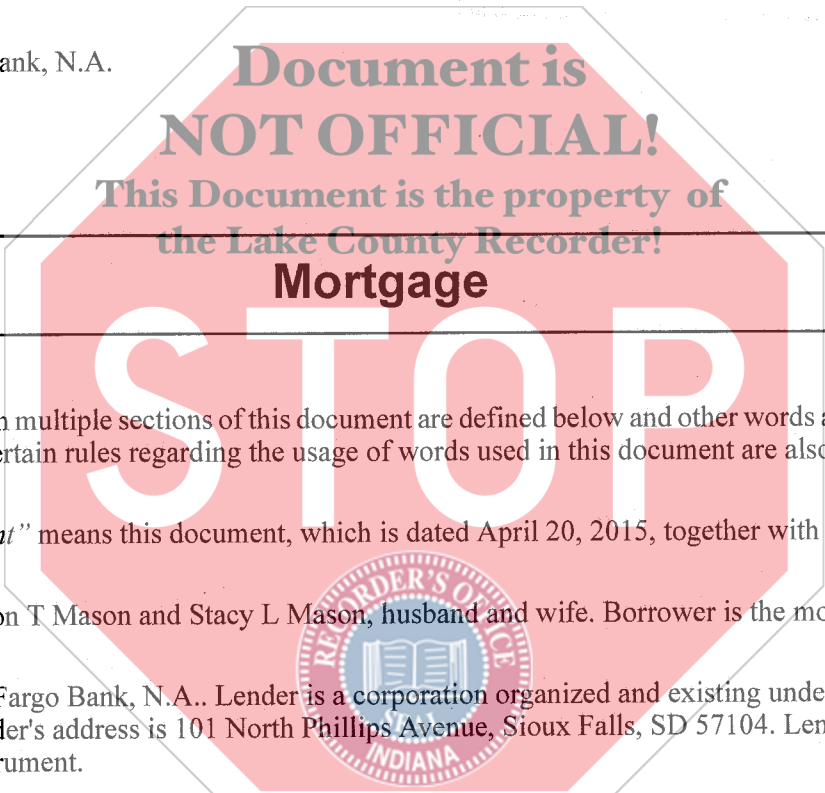 ank, N.A.
Document is
NOT OFFICIAL!
This Document is the property of
the Lake County Recorder!
Mortgage
STOP
n multiple sections of this document are defined below and other words a
ertain rules regarding the usage of words used in this document are also
nt” means this document, which is dated April 20, 2015, together with
on T Mason and Stacy L Mason, husband and wife. Borrower is the mo
Fargo Bank, N.A.. Lender is a corporation organized and existing unde
der's address is 101 North Phillips Avenue, Sioux Falls, SD 57104. Len
rument.
RECORDER'S OFFICE
SEAL
INDIANA